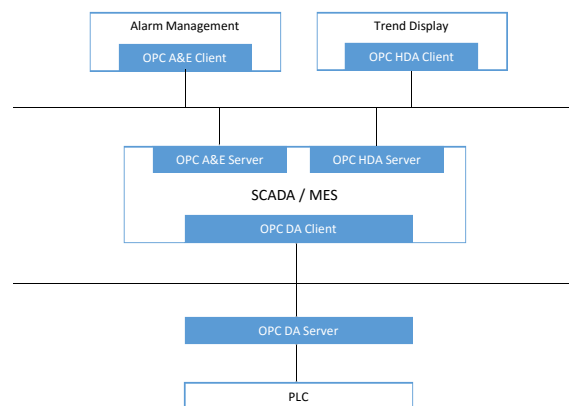 Alarm Management
Trend Display
OPC A&E Client
OPC HDA Client
OPC A&E Server
OPC HDA Server
SCADA / MES
OPC DA Client
OPC DA Server
PLC